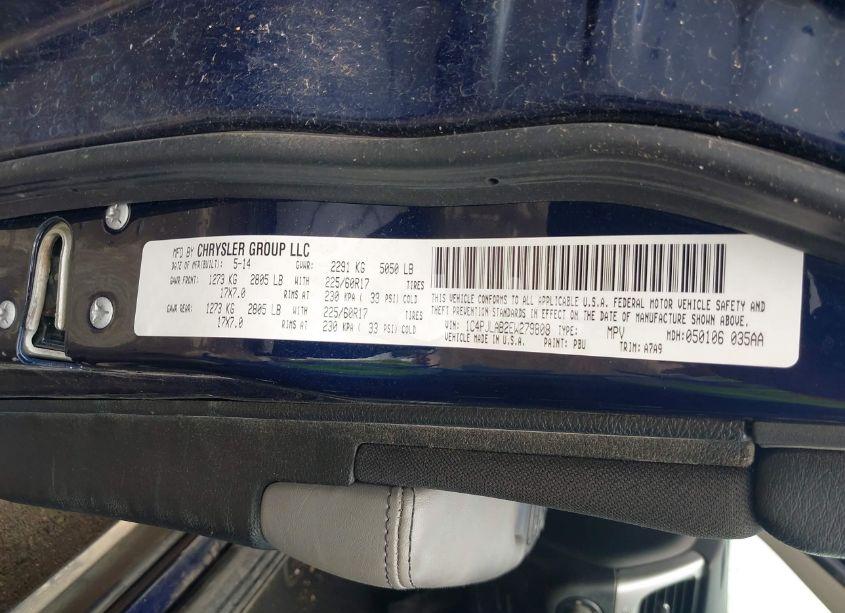 MFD BY CHRYSLER GROUP LLC
DATE OF MFR(BUILT): 5-14 GVWR: 2291 KG 5050 LB
GAWR FRONT: 1273 KG 2805 LB WITH 225/60R17 TIRES
17X7.0 RIMS AT 230 KPA ( 33 PSI) COLD
GAWR REAR: 1273 KG 2805 LB WITH 225/60R17 TIRES
17X7.0 RIMS AT 230 KPA ( 33 PSI) COLD
THIS VEHICLE CONFORMS TO ALL APPLICABLE U.S.A. FEDERAL MOTOR VEHICLE SAFETY AND
THEFT PREVENTION STANDARDS IN EFFECT ON THE DATE OF MANUFACTURE SHOWN ABOVE.
VIN: 1C4PJLAB2EW279808 TYPE: MPV MDH: 050106 035AA
VEHICLE MADE IN U.S.A. PAINT: PBU TRIM: A7A9